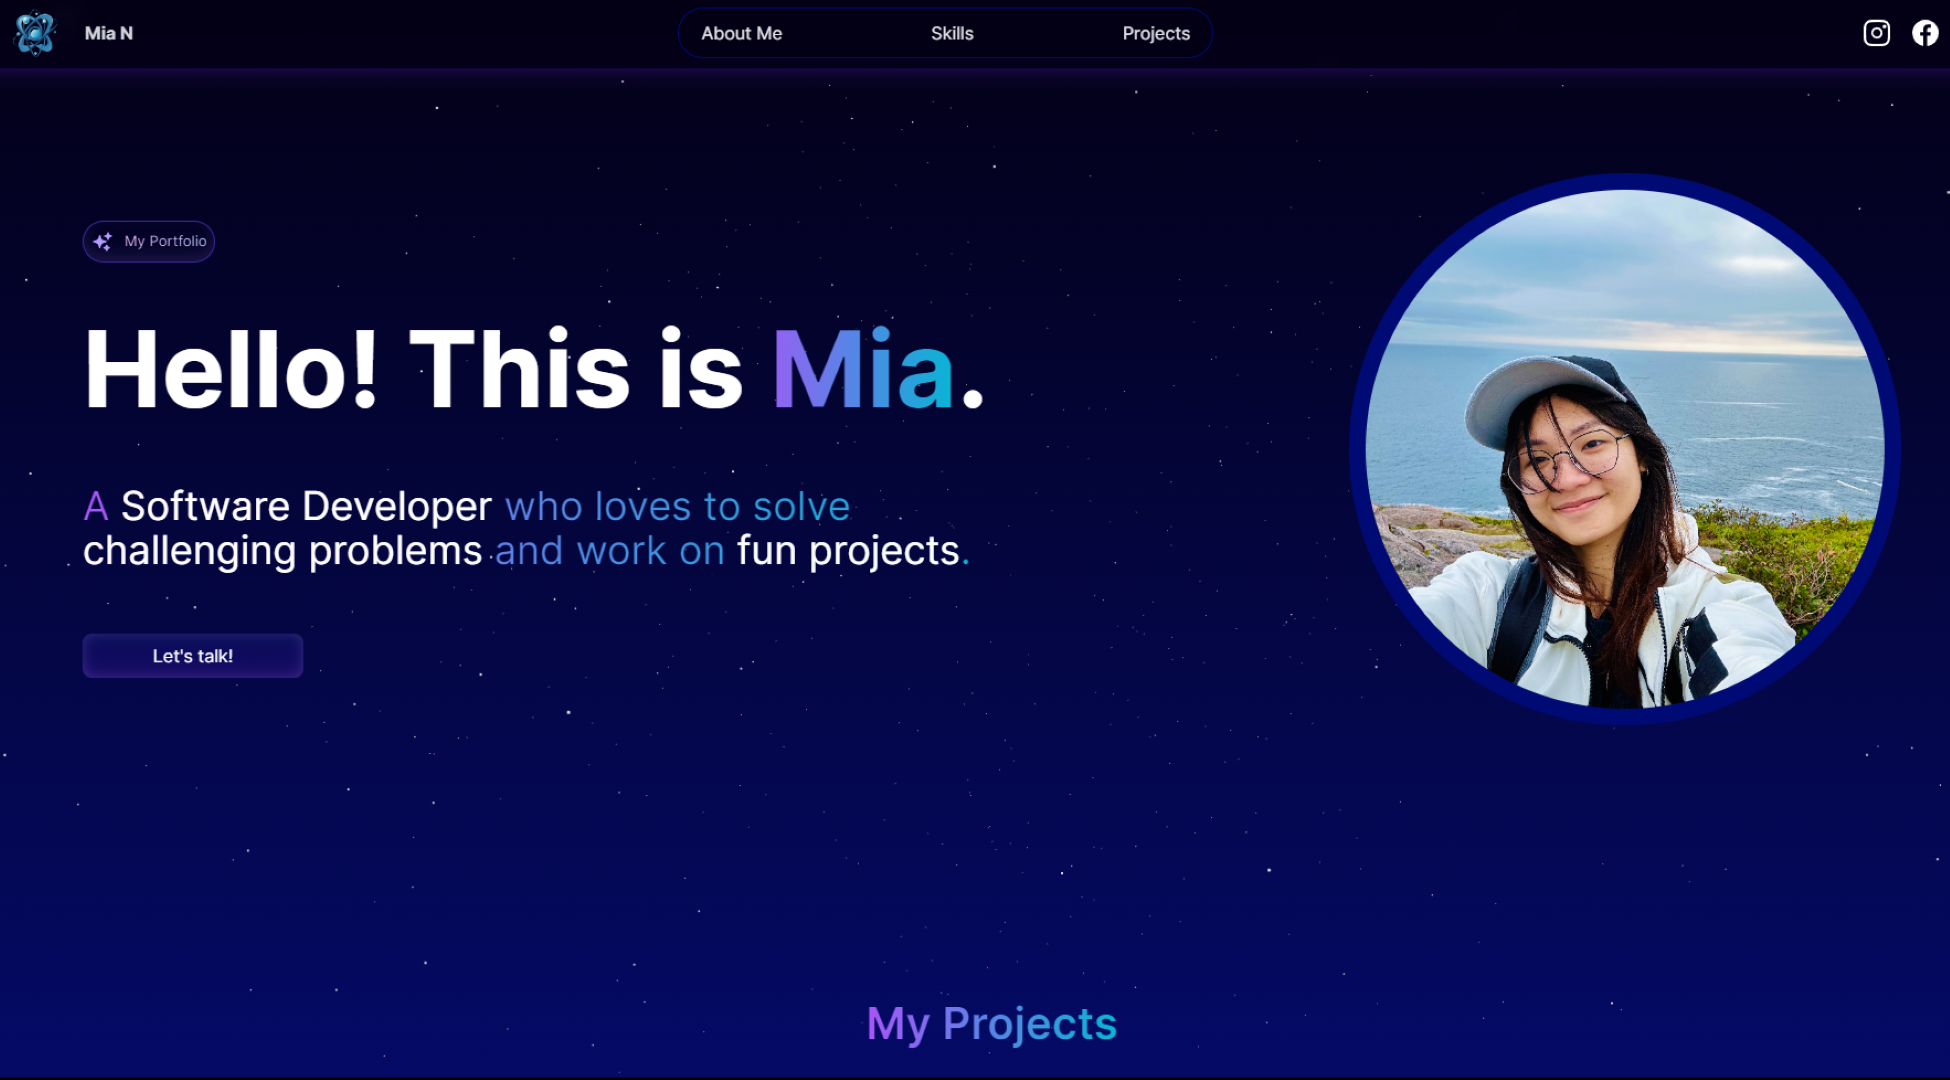 Mia N
About Me
Skills
Projects
My Portfolio
Hello! This is Mia.
A Software Developer who loves to solve
challenging problems and work on fun projects.
Let's talk!
My Projects